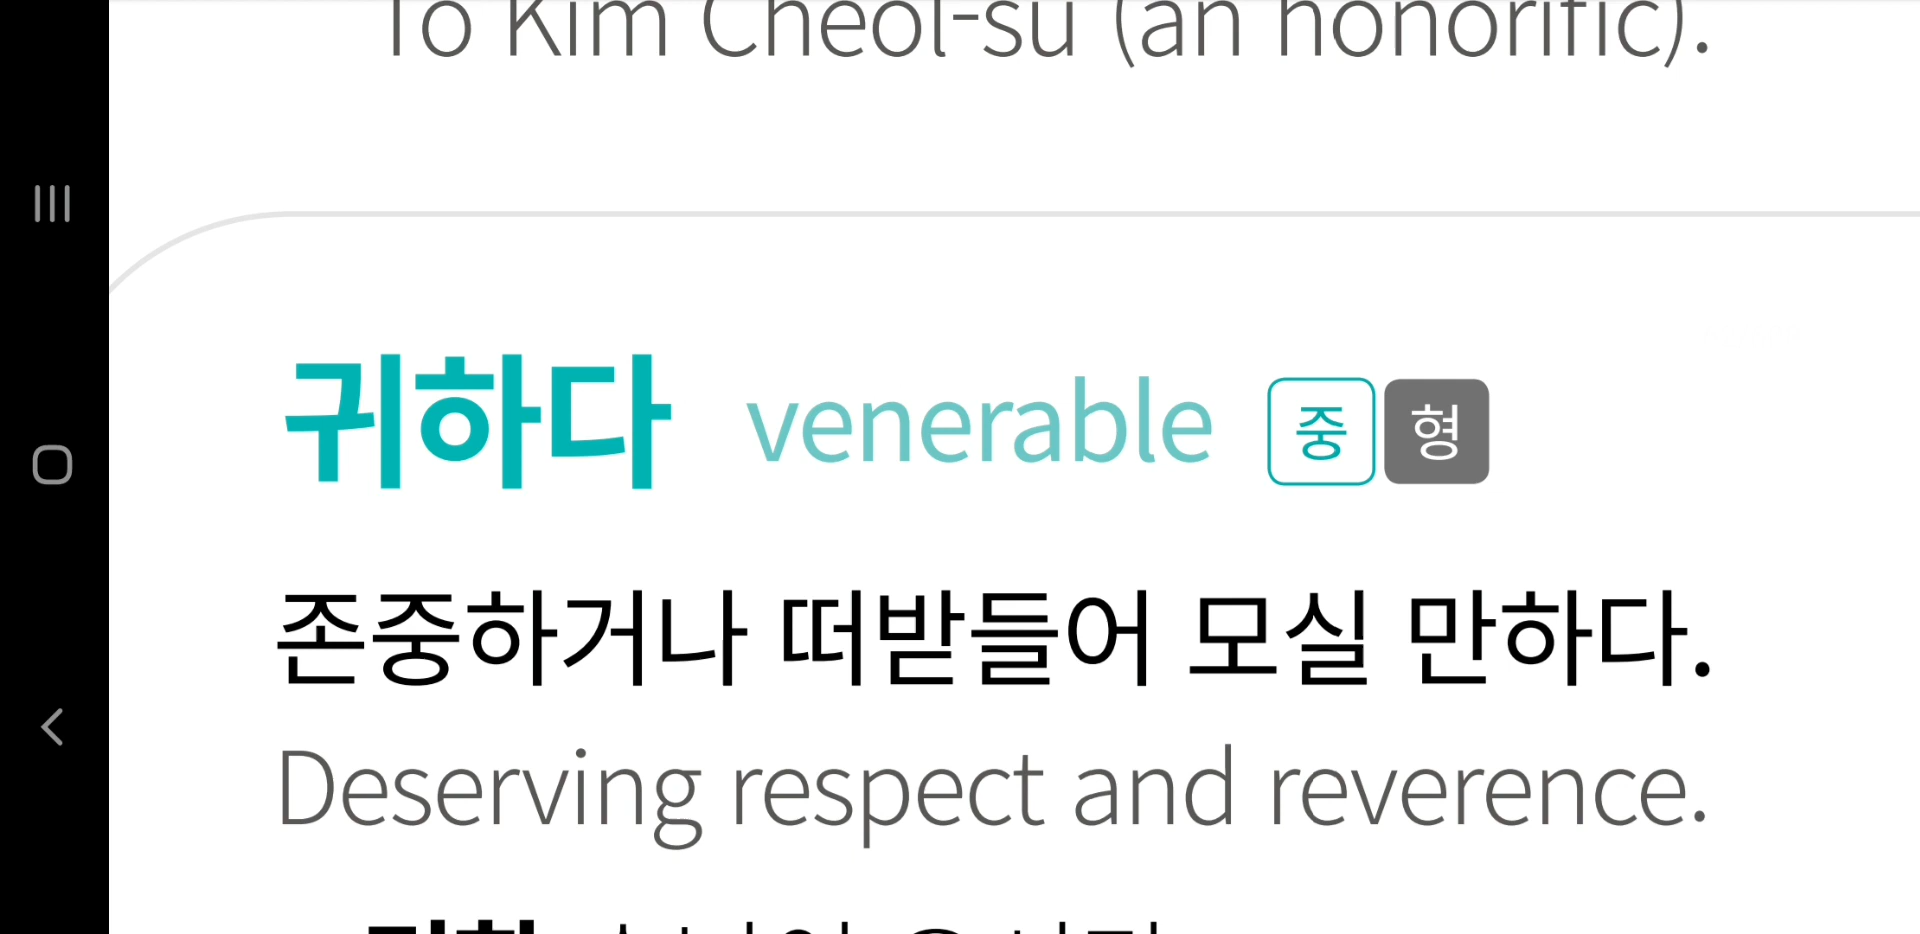 To Kim Cheol-su (an honorific).
귀하다 venerable 중 형
존중하거나 떠받들어 모실 만하다.
Deserving respect and reverence.